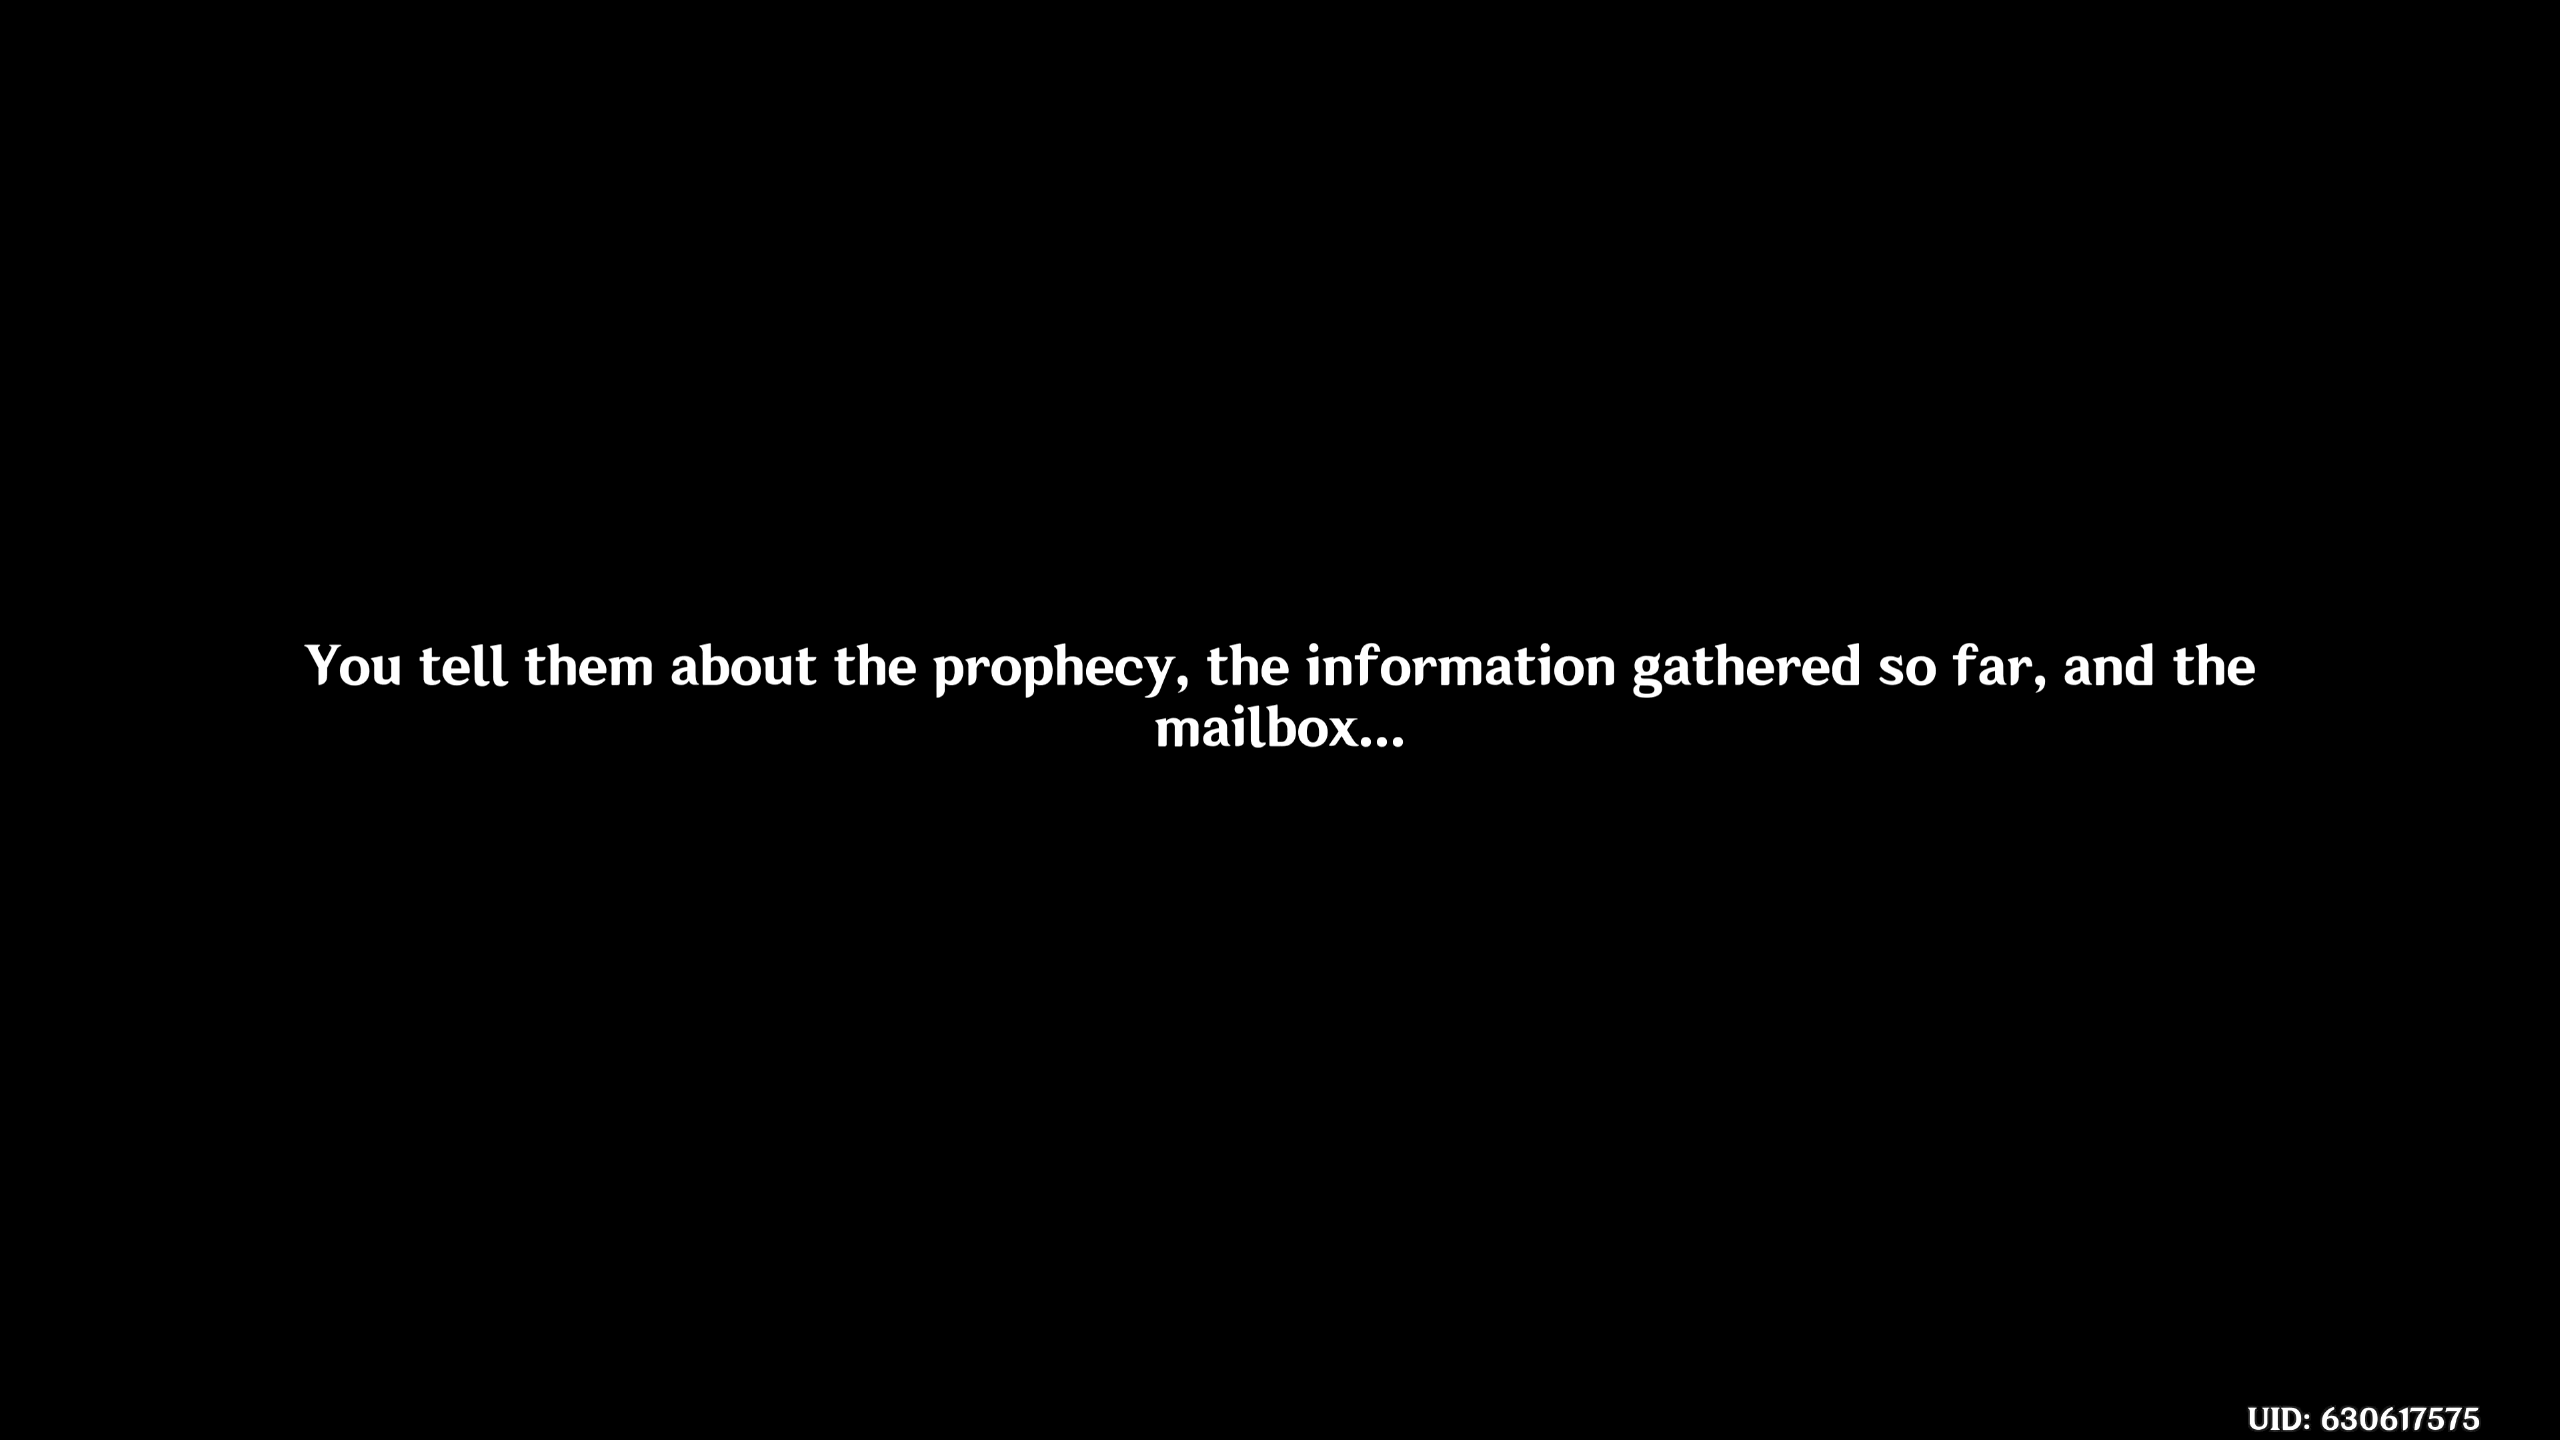 You tell them about the prophecy, the information gathered so far, and the
mailbox...
UID: 630617575